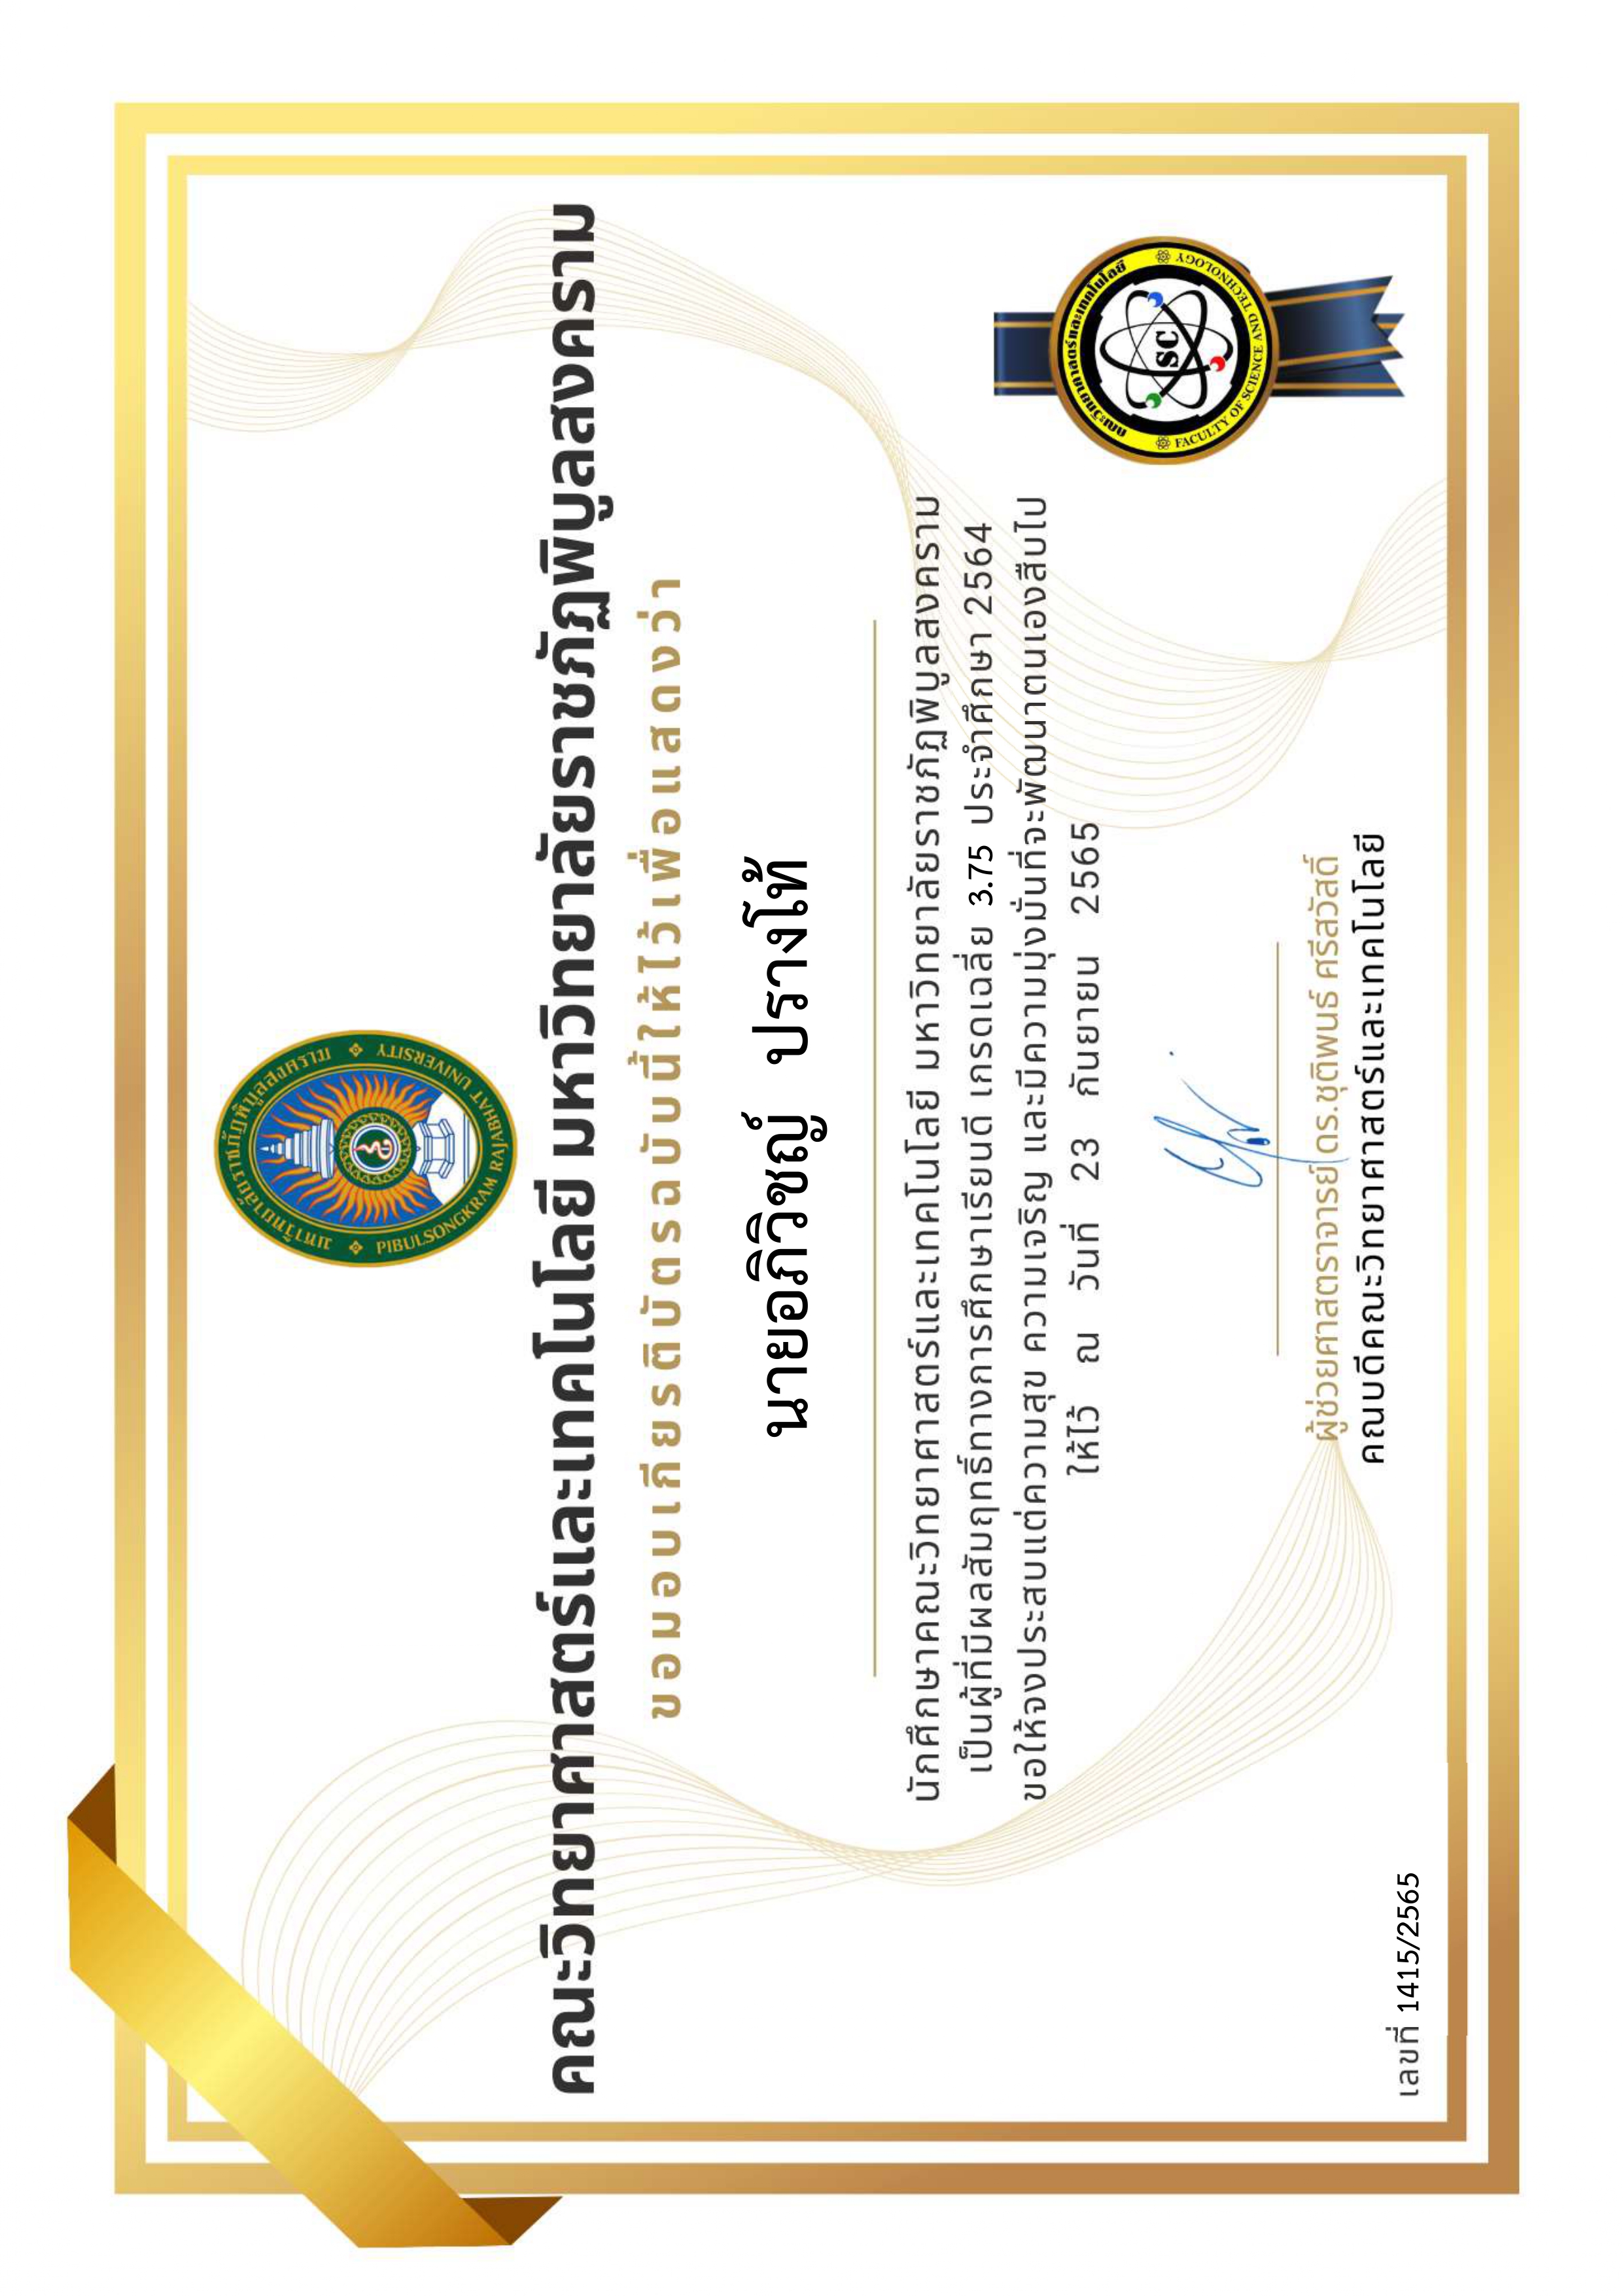 มหาวิทยาลัยราชภัฏพิบูลสงคราม
PIBULSONGKRAM RAJABHAT UNIVERSITY
คณะวิทยาศาสตร์และเทคโนโลยี มหาวิทยาลัยราชภัฏพิบูลสงคราม
ขอมอบเกียรติบัตรฉบับนี้ให้ไว้เพื่อแสดงว่า
นายอภิวิชญ์ ปรางโท้
นักศึกษาคณะวิทยาศาสตร์และเทคโนโลยี มหาวิทยาลัยราชภัฏพิบูลสงคราม
เป็นผู้ที่มีผลสัมฤทธิ์ทางการศึกษาเรียนดี เกรดเฉลี่ย 3.75 ประจำศึกษา 2564
ขอให้จงประสบแต่ความสุข ความเจริญ และมีความมุ่งมั่นที่จะพัฒนาตนเองสืบไป
ให้ไว้ ณ วันที่ 23 กันยายน 2565
คณะวิทยาศาสตร์และเทคโนโลยี
SC
FACULTY OF SCIENCE AND TECHNOLOGY
ผู้ช่วยศาสตราจารย์ ดร.ชุติพนธ์ ศรีสวัสดิ์
คณบดีคณะวิทยาศาสตร์และเทคโนโลยี
เลขที่ 1415/2565